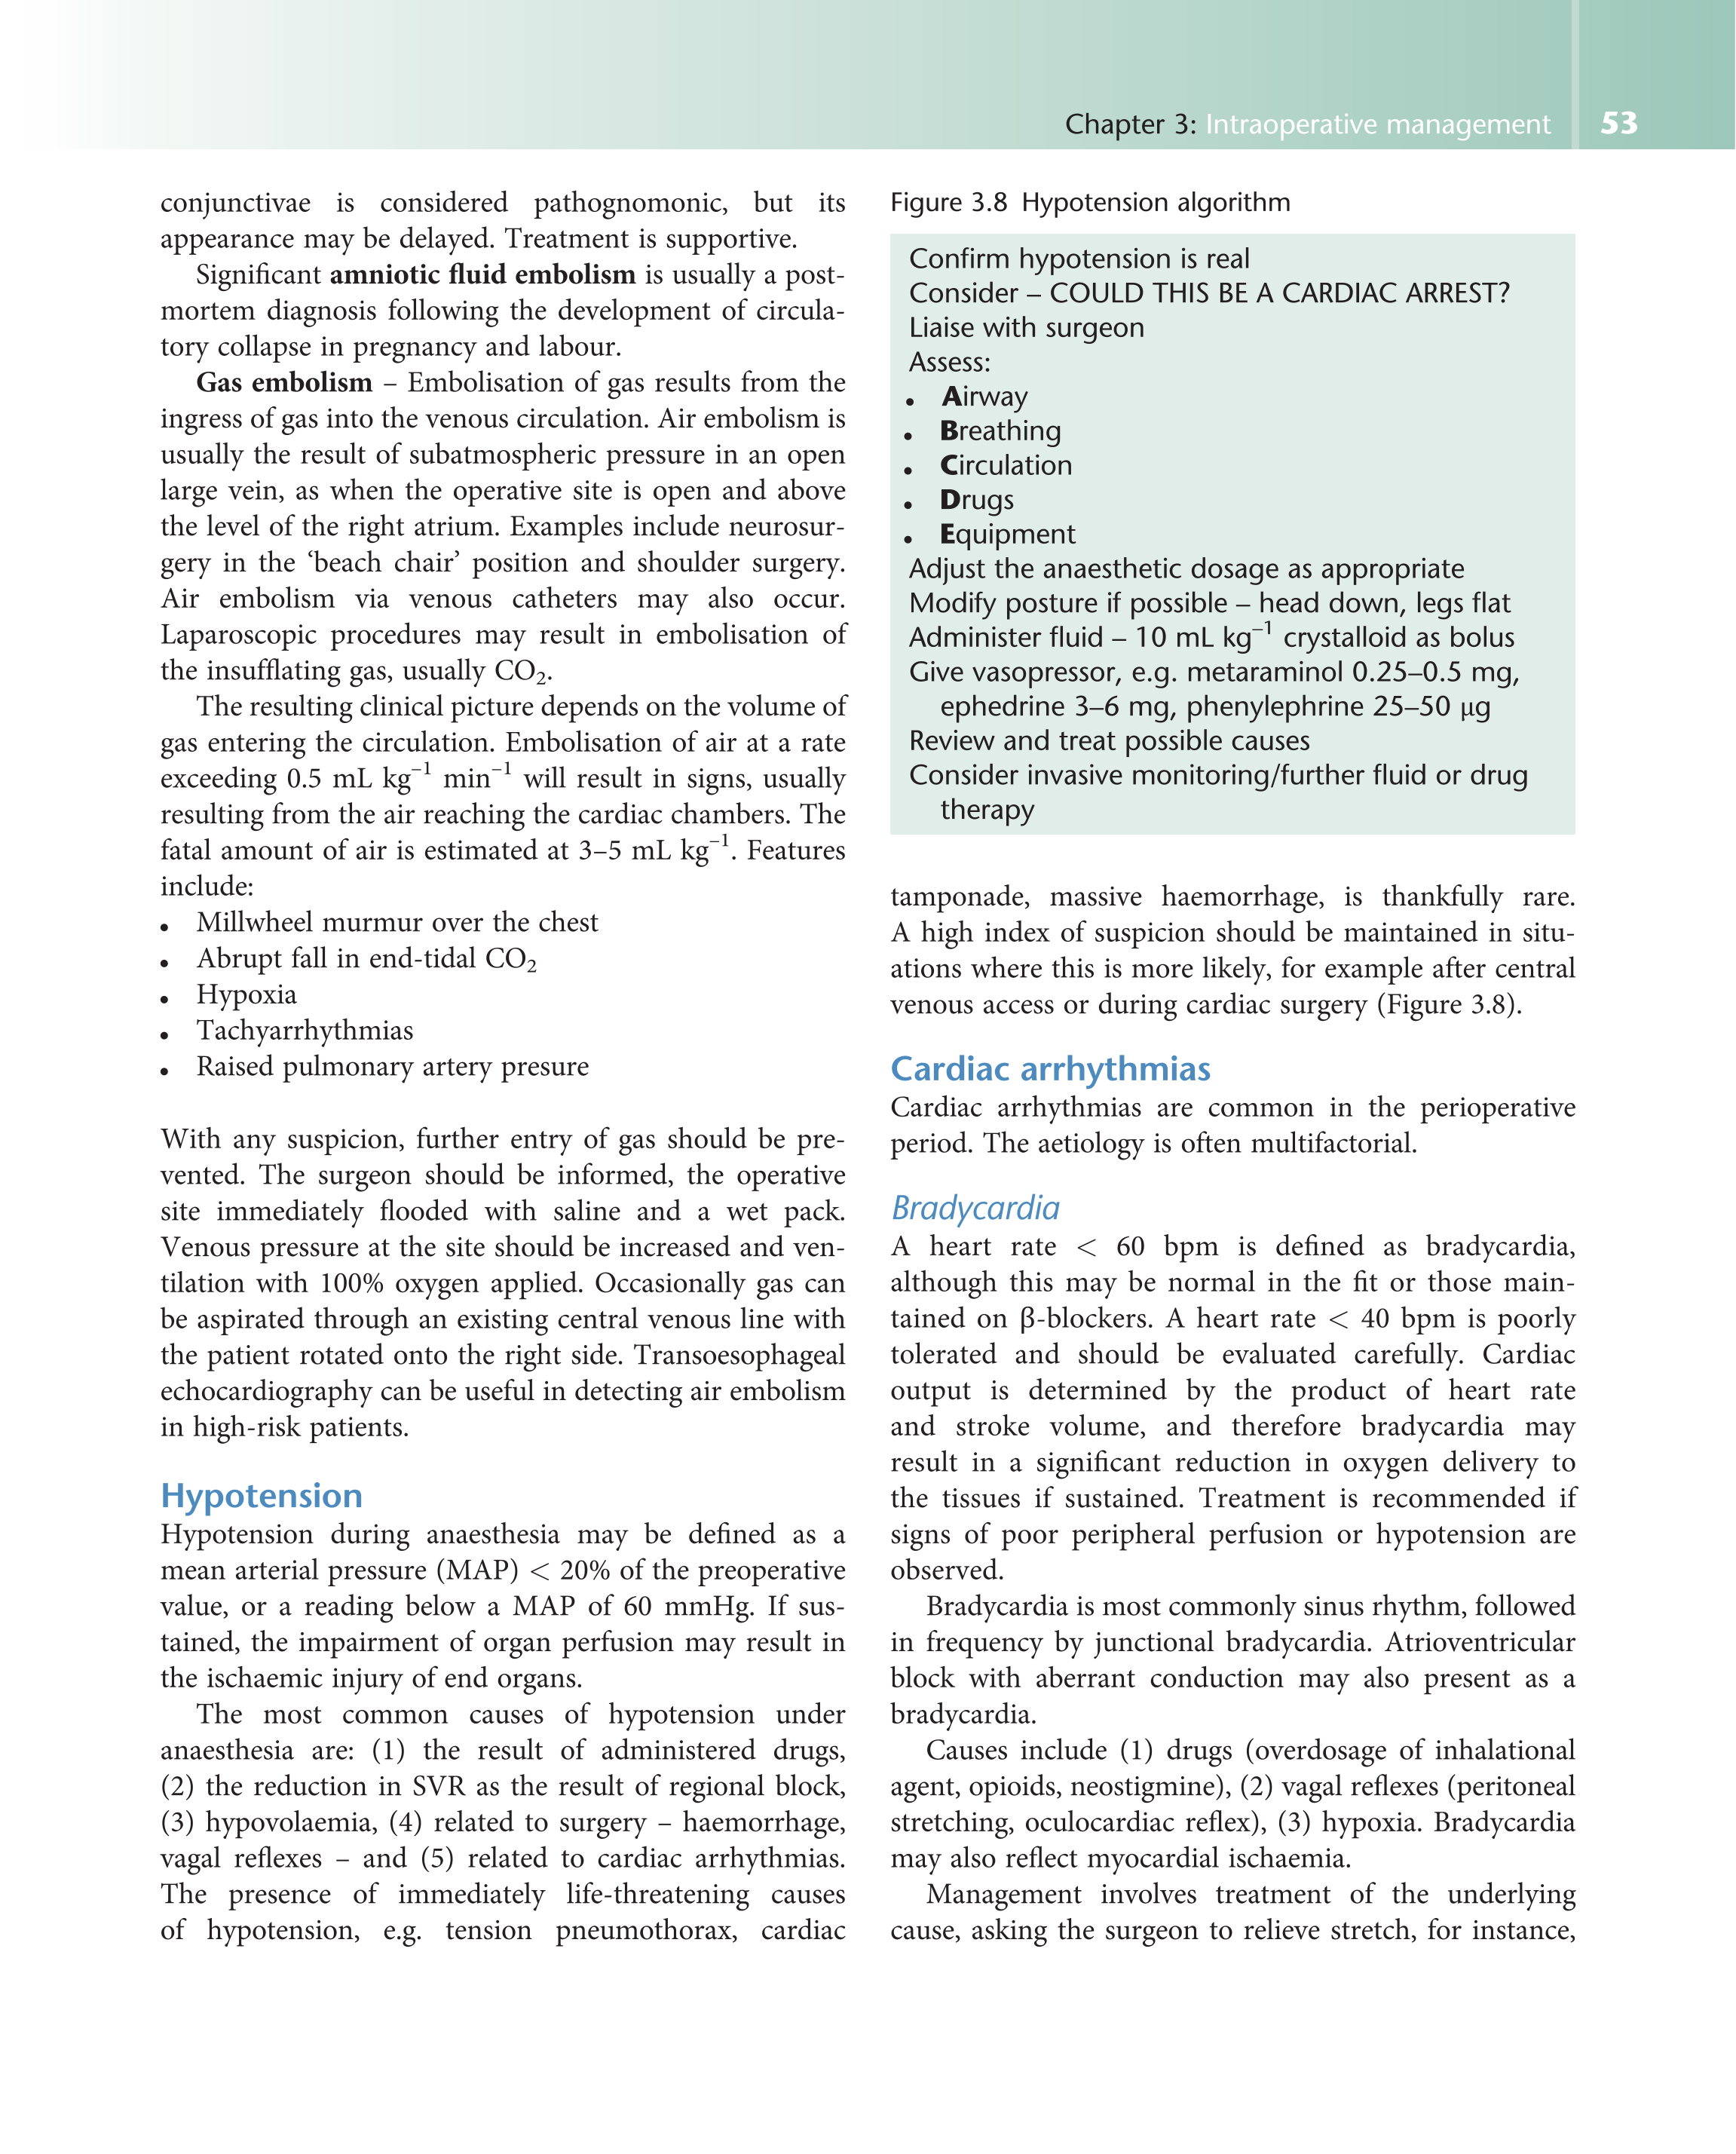 Chapter 3: Intraoperative management 53
conjunctivae is considered pathognomonic, but its
appearance may be delayed. Treatment is supportive.
Significant amniotic fluid embolism is usually a post-
mortem diagnosis following the development of circula-
tory collapse in pregnancy and labour.
Gas embolism – Embolisation of gas results from the
ingress of gas into the venous circulation. Air embolism is
usually the result of subatmospheric pressure in an open
large vein, as when the operative site is open and above
the level of the right atrium. Examples include neurosur-
gery in the ‘beach chair’ position and shoulder surgery.
Air embolism via venous catheters may also occur.
Laparoscopic procedures may result in embolisation of
the insufflating gas, usually CO₂.
The resulting clinical picture depends on the volume of
gas entering the circulation. Embolisation of air at a rate
exceeding 0.5 mL kg⁻¹ min⁻¹ will result in signs, usually
resulting from the air reaching the cardiac chambers. The
fatal amount of air is estimated at 3–5 mL kg⁻¹. Features
include:
• Millwheel murmur over the chest
• Abrupt fall in end-tidal CO₂
• Hypoxia
• Tachyarrhythmias
• Raised pulmonary artery presure
With any suspicion, further entry of gas should be pre-
vented. The surgeon should be informed, the operative
site immediately flooded with saline and a wet pack.
Venous pressure at the site should be increased and ven-
tilation with 100% oxygen applied. Occasionally gas can
be aspirated through an existing central venous line with
the patient rotated onto the right side. Transoesophageal
echocardiography can be useful in detecting air embolism
in high-risk patients.
Hypotension
Hypotension during anaesthesia may be defined as a
mean arterial pressure (MAP) < 20% of the preoperative
value, or a reading below a MAP of 60 mmHg. If sus-
tained, the impairment of organ perfusion may result in
the ischaemic injury of end organs.
The most common causes of hypotension under
anaesthesia are: (1) the result of administered drugs,
(2) the reduction in SVR as the result of regional block,
(3) hypovolaemia, (4) related to surgery – haemorrhage,
vagal reflexes – and (5) related to cardiac arrhythmias.
The presence of immediately life-threatening causes
of hypotension, e.g. tension pneumothorax, cardiac
Figure 3.8 Hypotension algorithm
Confirm hypotension is real
Consider – COULD THIS BE A CARDIAC ARREST?
Liaise with surgeon
Assess:
• Airway
• Breathing
• Circulation
• Drugs
• Equipment
Adjust the anaesthetic dosage as appropriate
Modify posture if possible – head down, legs flat
Administer fluid – 10 mL kg⁻¹ crystalloid as bolus
Give vasopressor, e.g. metaraminol 0.25–0.5 mg,
ephedrine 3–6 mg, phenylephrine 25–50 µg
Review and treat possible causes
Consider invasive monitoring/further fluid or drug
therapy
tamponade, massive haemorrhage, is thankfully rare.
A high index of suspicion should be maintained in situ-
ations where this is more likely, for example after central
venous access or during cardiac surgery (Figure 3.8).
Cardiac arrhythmias
Cardiac arrhythmias are common in the perioperative
period. The aetiology is often multifactorial.
Bradycardia
A heart rate < 60 bpm is defined as bradycardia,
although this may be normal in the fit or those main-
tained on β-blockers. A heart rate < 40 bpm is poorly
tolerated and should be evaluated carefully. Cardiac
output is determined by the product of heart rate
and stroke volume, and therefore bradycardia may
result in a significant reduction in oxygen delivery to
the tissues if sustained. Treatment is recommended if
signs of poor peripheral perfusion or hypotension are
observed.
Bradycardia is most commonly sinus rhythm, followed
in frequency by junctional bradycardia. Atrioventricular
block with aberrant conduction may also present as a
bradycardia.
Causes include (1) drugs (overdosage of inhalational
agent, opioids, neostigmine), (2) vagal reflexes (peritoneal
stretching, oculocardiac reflex), (3) hypoxia. Bradycardia
may also reflect myocardial ischaemia.
Management involves treatment of the underlying
cause, asking the surgeon to relieve stretch, for instance,